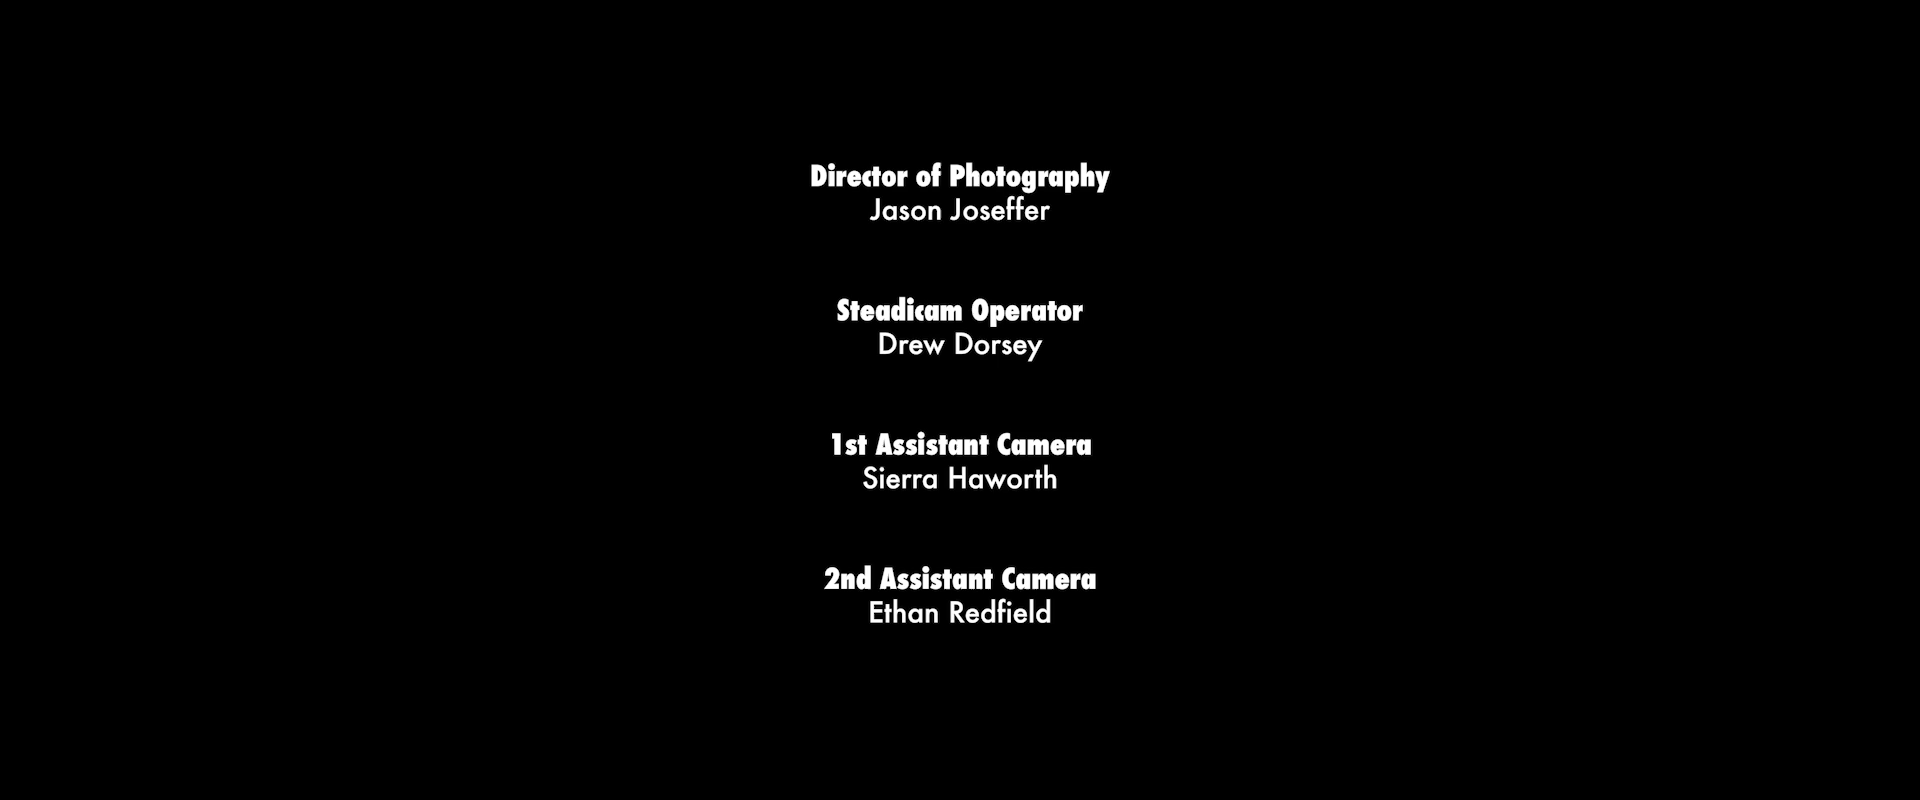 Director of Photography
Jason Joseffer
Steadicam Operator
Drew Dorsey
1st Assistant Camera
Sierra Haworth
2nd Assistant Camera
Ethan Redfield